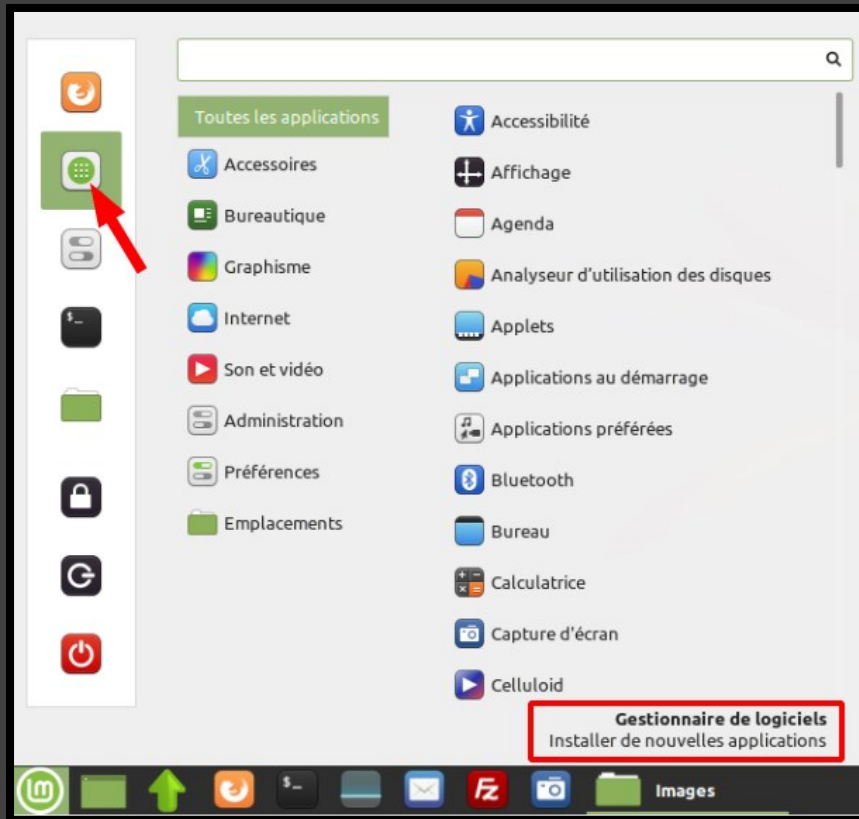 Toutes les applications
Accessoires
Bureautique
Graphisme
Internet
Son et vidéo
Administration
Préférences
Emplacements
Accessibilité
Affichage
Agenda
Analyseur d'utilisation des disques
Applets
Applications au démarrage
Applications préférées
Bluetooth
Bureau
Calculatrice
Capture d'écran
Celluloid
Gestionnaire de logiciels
Installer de nouvelles applications
$_
$_
Fz
Images